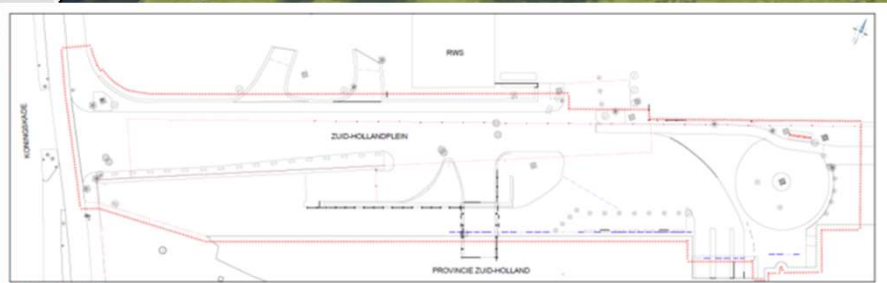 RWS
KONINGSKADE
ZUID-HOLLANDPLEIN
PROVINCIE ZUID-HOLLAND